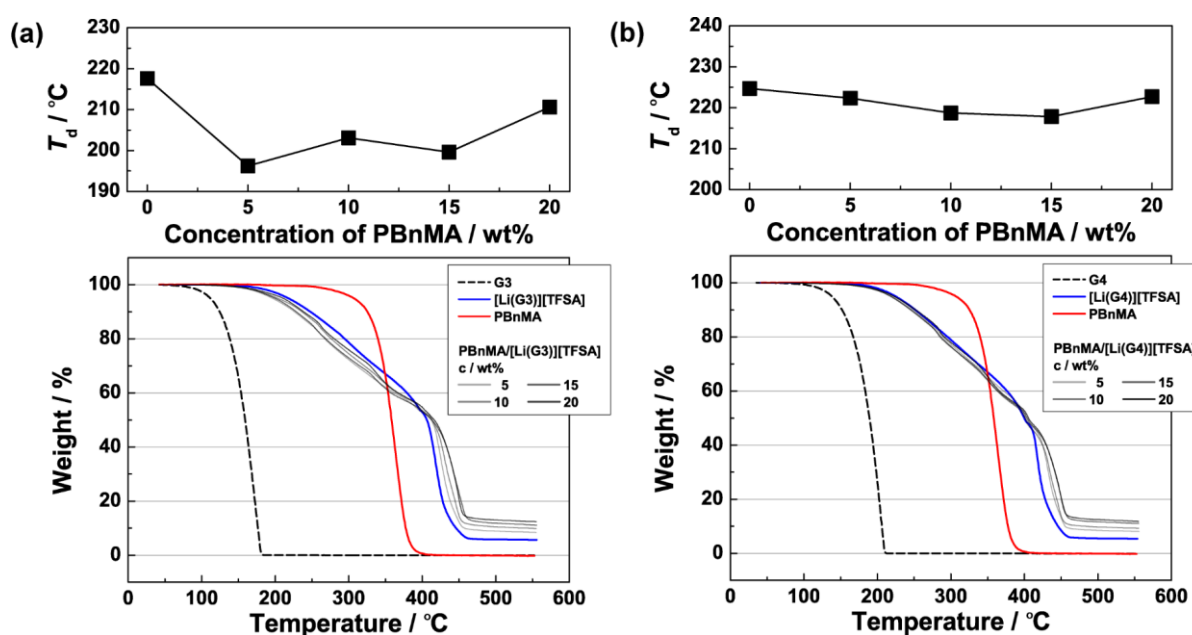 (a)
T_d / °C
230
220
210
200
190
0 5 10 15 20
Concentration of PBnMA / wt%
Weight / %
100
80
60
40
20
0
G3
[Li(G3)][TFSA]
PBnMA
PBnMA/[Li(G3)][TFSA]
c / wt%
5 15
10 20
0 100 200 300 400 500 600
Temperature / °C
(b)
T_d / °C
240
230
220
210
200
0 5 10 15 20
Concentration of PBnMA / wt%
Weight / %
100
80
60
40
20
0
G4
[Li(G4)][TFSA]
PBnMA
PBnMA/[Li(G4)][TFSA]
c / wt%
5 15
10 20
0 100 200 300 400 500 600
Temperature / °C